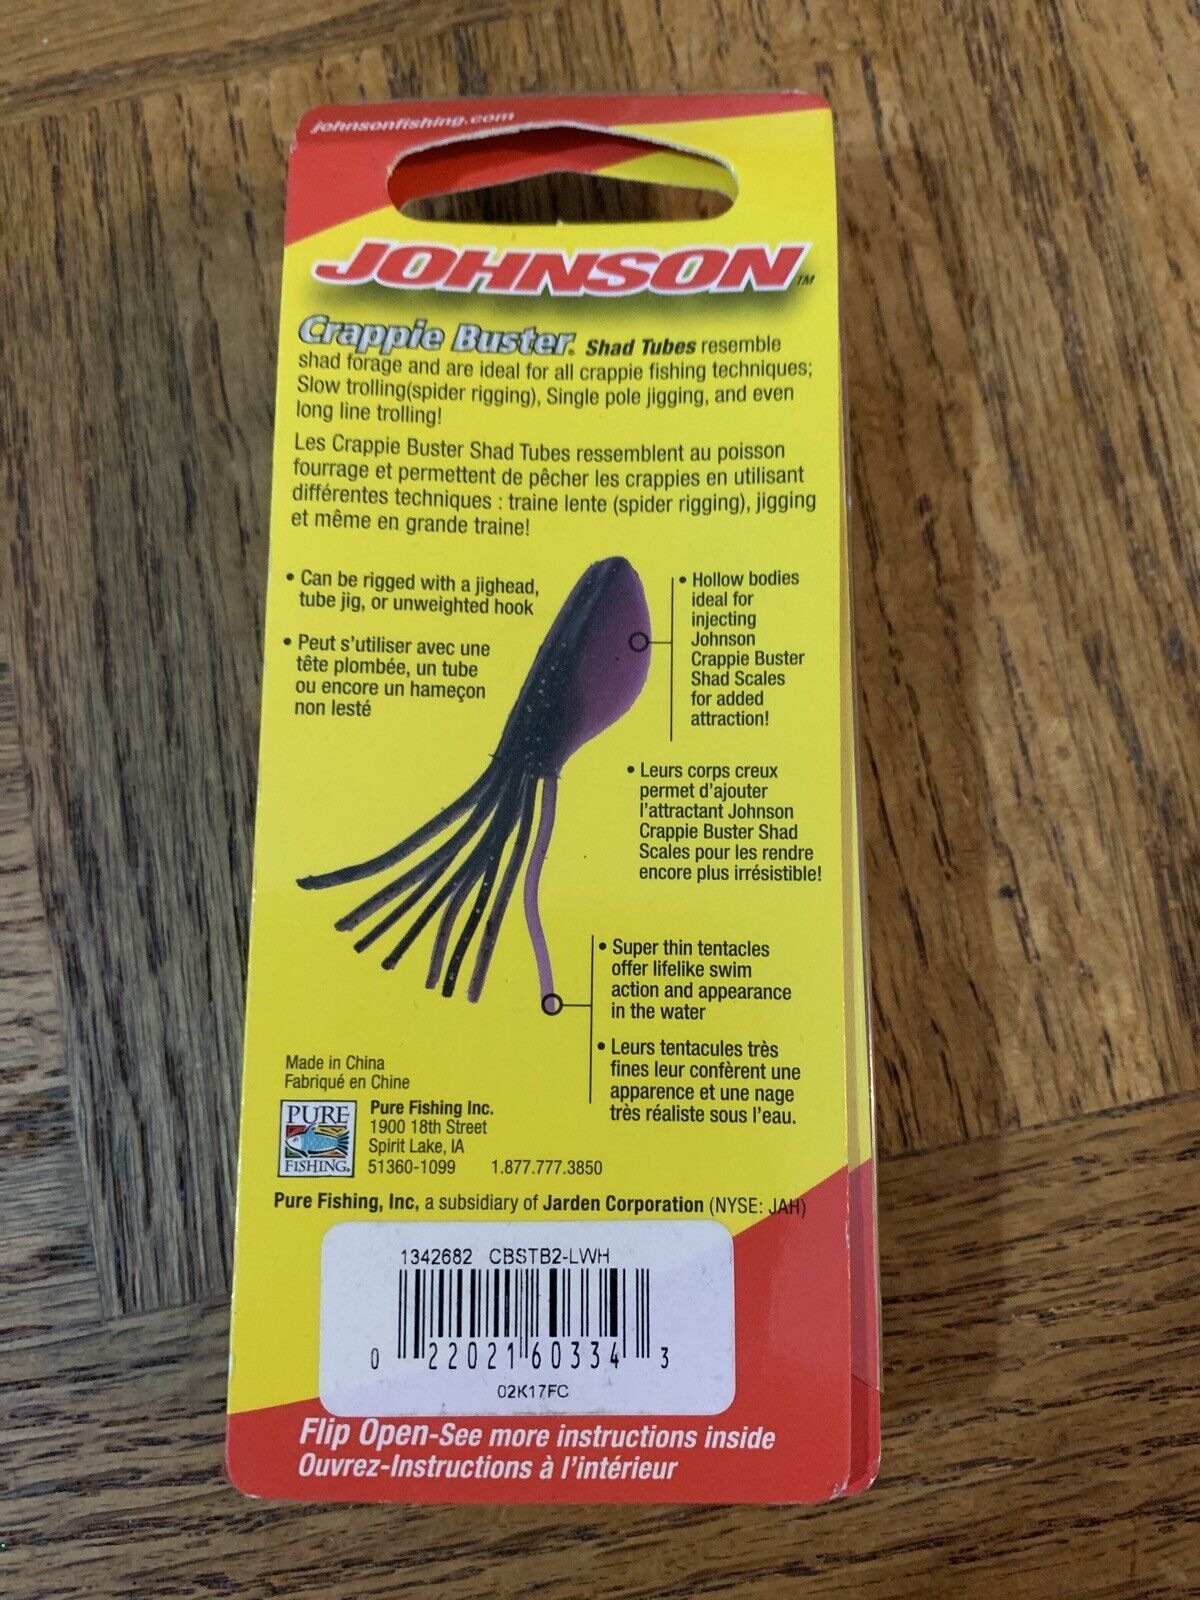 johnsonfishing.com
JOHNSON™
Crappie Buster® Shad Tubes resemble
shad forage and are ideal for all crappie fishing techniques;
Slow trolling(spider rigging), Single pole jigging, and even
long line trolling!
Les Crappie Buster Shad Tubes ressemblent au poisson
fourrage et permettent de pêcher les crappies en utilisant
différentes techniques : traine lente (spider rigging), jigging
et même en grande traine!
• Can be rigged with a jighead,
tube jig, or unweighted hook
• Peut s'utiliser avec une
tête plombée, un tube
ou encore un hameçon
non lesté
• Hollow bodies
ideal for
injecting
Johnson
Crappie Buster
Shad Scales
for added
attraction!
• Leurs corps creux
permet d'ajouter
l'attractant Johnson
Crappie Buster Shad
Scales pour les rendre
encore plus irrésistible!
• Super thin tentacles
offer lifelike swim
action and appearance
in the water
• Leurs tentacules très
fines leur confèrent une
apparence et une nage
très réaliste sous l'eau.
Made in China
Fabriqué en Chine
PURE
FISHING®
Pure Fishing Inc.
1900 18th Street
Spirit Lake, IA
51360-1099 1.877.777.3850
Pure Fishing, Inc, a subsidiary of Jarden Corporation (NYSE: JAH)
1342682 CBSTB2-LWH
0 22021 60334 3
02K17FC
Flip Open-See more instructions inside
Ouvrez-Instructions à l'intérieur